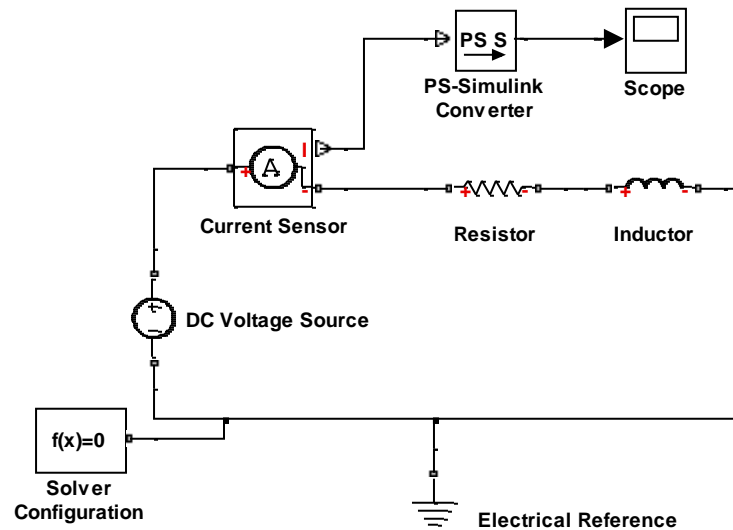 PS S
PS-Simulink
Converter
Scope
A
I
+
-
Current Sensor
+
-
Resistor
+
-
Inductor
+
DC Voltage Source
f(x)=0
Solver
Configuration
Electrical Reference